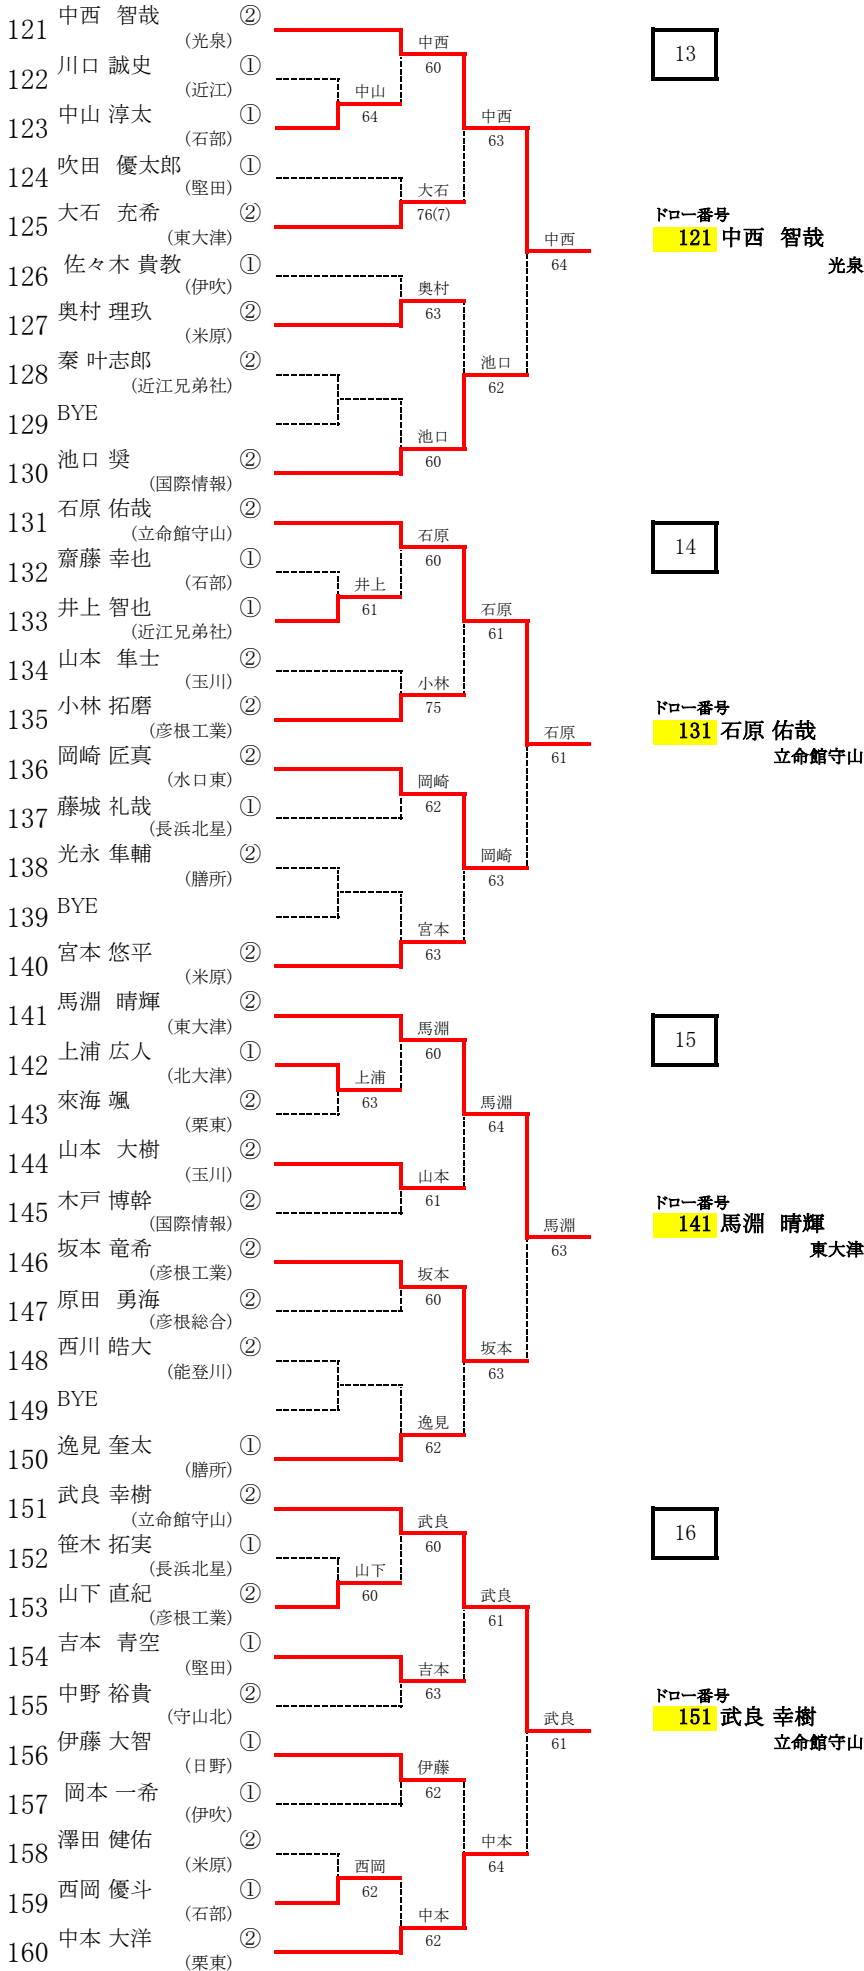 121 中西 智哉 ②
(光泉)
122 川口 誠史 ①
(近江)
123 中山 淳太 ①
(石部)
124 吹田 優太郎 ①
(堅田)
125 大石 充希 ②
(東大津)
126 佐々木 貴教 ①
(伊吹)
127 奥村 理玖 ②
(米原)
128 秦 叶志郎 ②
(近江兄弟社)
129 BYE
130 池口 奨 ②
(国際情報)
中山
64
中西
60
大石
76(7)
奥村
63
池口
60
中西
63
池口
62
中西
64
13
ドロー番号
121 中西 智哉
光泉
131 石原 佑哉 ②
(立命館守山)
132 齋藤 幸也 ①
(石部)
133 井上 智也 ①
(近江兄弟社)
134 山本 隼士 ②
(玉川)
135 小林 拓磨 ②
(彦根工業)
136 岡崎 匠真 ②
(水口東)
137 藤城 礼哉 ①
(長浜北星)
138 光永 隼輔 ②
(膳所)
139 BYE
140 宮本 悠平 ②
(米原)
井上
61
石原
60
小林
75
岡崎
62
宮本
63
石原
61
岡崎
63
石原
61
14
ドロー番号
131 石原 佑哉
立命館守山
141 馬淵 晴輝 ②
(東大津)
142 上浦 広人 ①
(北大津)
143 來海 颯 ②
(栗東)
144 山本 大樹 ②
(玉川)
145 木戸 博幹 ②
(国際情報)
146 坂本 竜希 ②
(彦根工業)
147 原田 勇海 ②
(彦根総合)
148 西川 皓大 ②
(能登川)
149 BYE
150 逸見 奎太 ①
(膳所)
上浦
63
馬淵
60
山本
61
坂本
60
逸見
62
馬淵
64
坂本
63
馬淵
63
15
ドロー番号
141 馬淵 晴輝
東大津
151 武良 幸樹 ②
(立命館守山)
152 笹木 拓実 ①
(長浜北星)
153 山下 直紀 ②
(彦根工業)
154 吉本 青空 ①
(堅田)
155 中野 裕貴 ②
(守山北)
156 伊藤 大智 ①
(日野)
157 岡本 一希 ①
(伊吹)
158 澤田 健佑 ②
(米原)
159 西岡 優斗 ①
(石部)
160 中本 大洋 ②
(栗東)
山下
60
西岡
62
武良
60
吉本
63
伊藤
62
中本
62
武良
61
中本
64
武良
61
16
ドロー番号
151 武良 幸樹
立命館守山